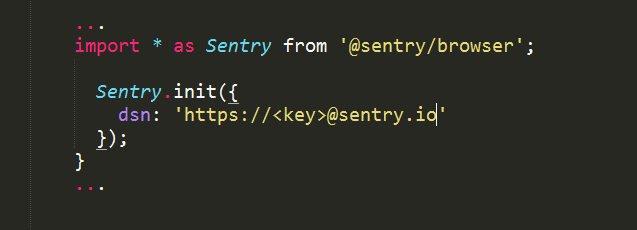 ...
import * as Sentry from '@sentry/browser';
Sentry.init({
dsn: 'https://<key>@sentry.io'
});
}
...